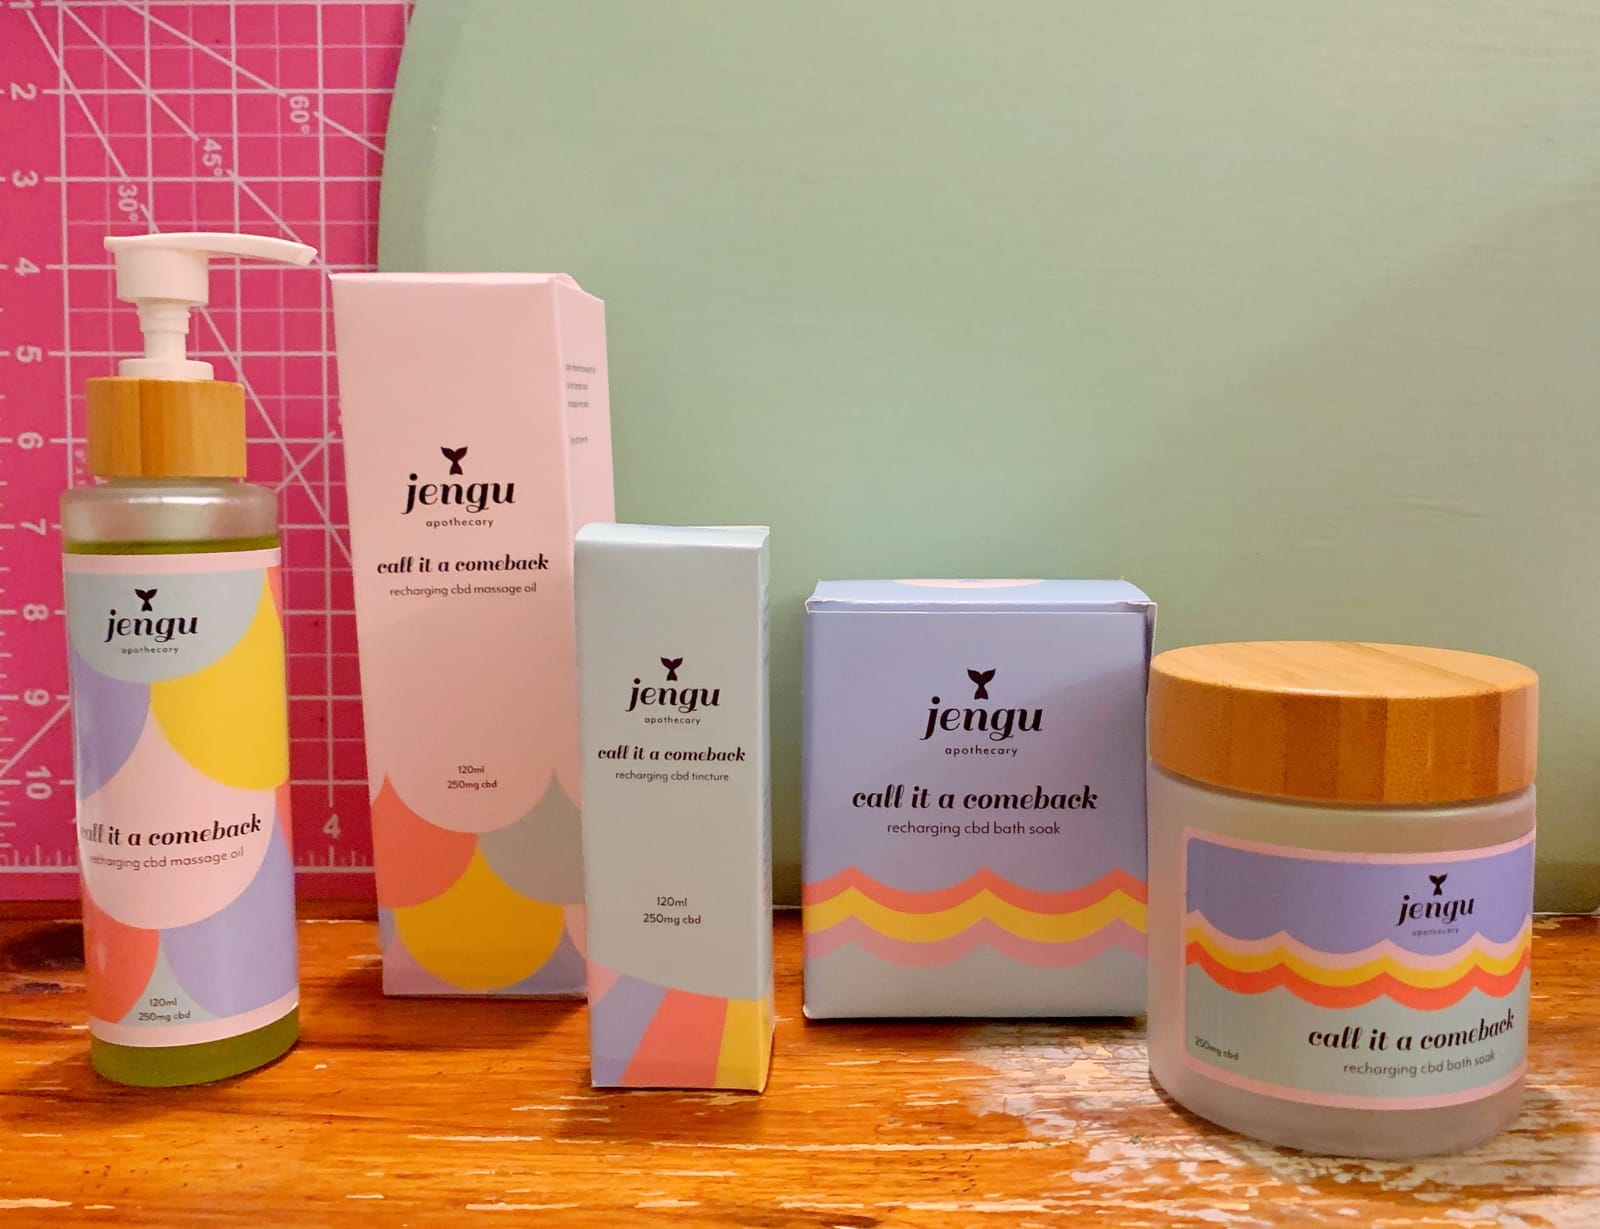 1
2
3
4
5
6
7
8
9
10
60°
45°
30°
4
jengu
apothecary
call it a comeback
recharging cbd massage oil
120ml
250mg cbd
jengu
apothecary
call it a comeback
recharging cbd massage oil
120ml
250mg cbd
jengu
apothecary
call it a comeback
recharging cbd tincture
120ml
250mg cbd
jengu
apothecary
call it a comeback
recharging cbd bath soak
jengu
apothecary
call it a comeback
recharging cbd bath soak
250mg cbd